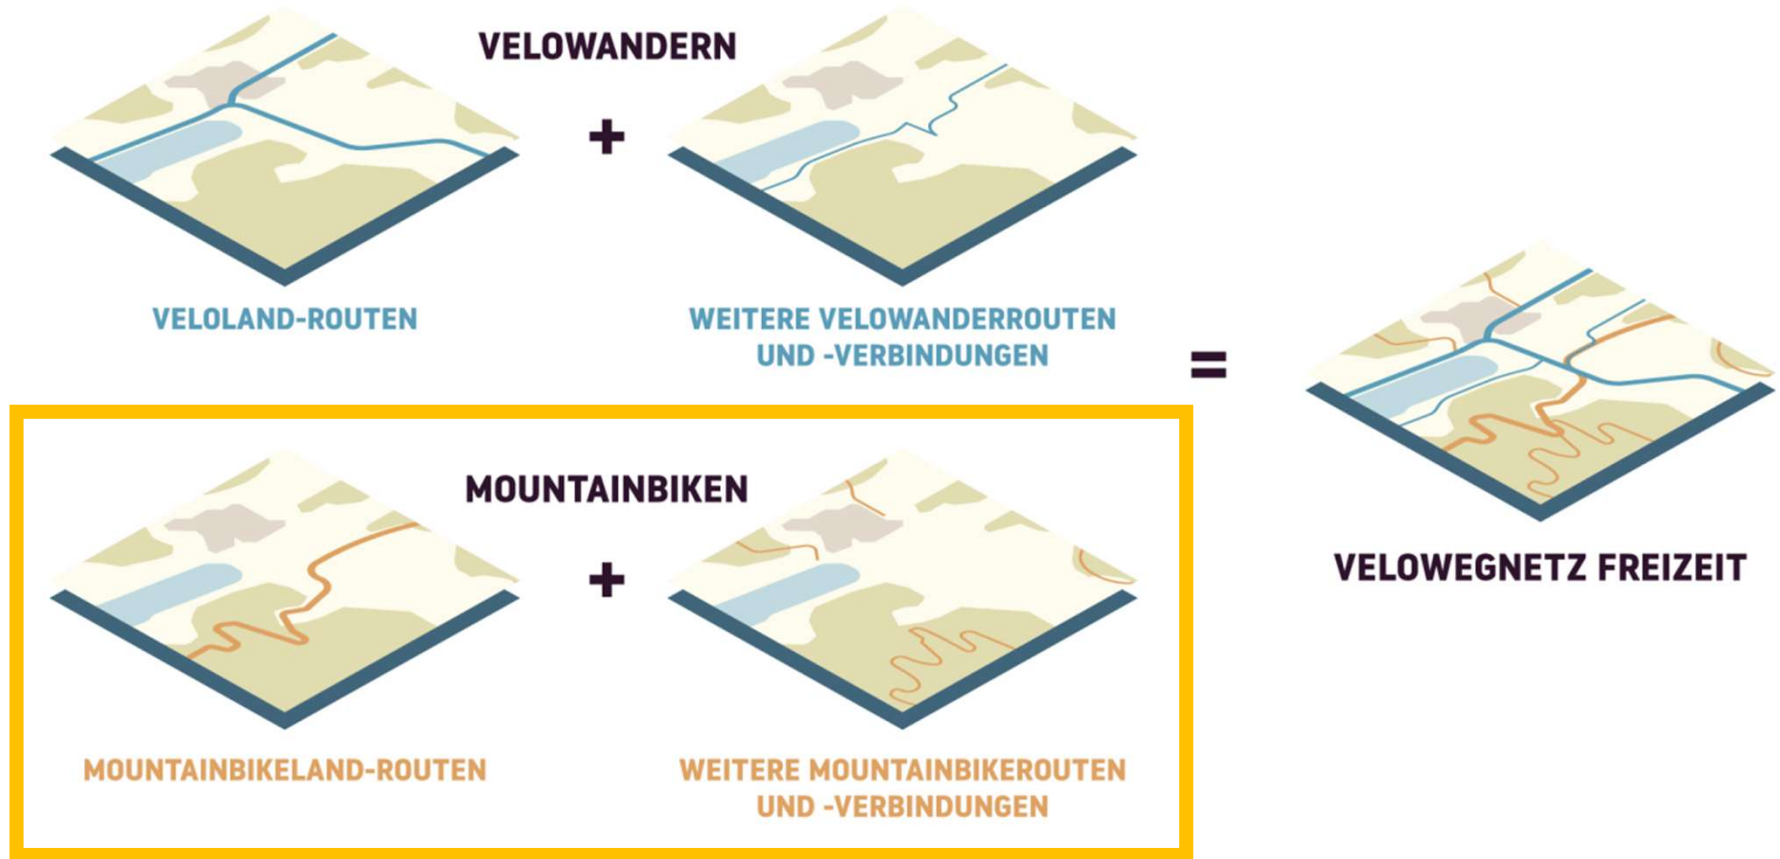 VELOWANDERN
+
VELOLAND-ROUTEN
WEITERE VELOWANDERROUTEN
UND -VERBINDUNGEN
MOUNTAINBIKEN
+
MOUNTAINBIKELAND-ROUTEN
WEITERE MOUNTAINBIKEROUTEN
UND -VERBINDUNGEN
=
VELOWEGNETZ FREIZEIT